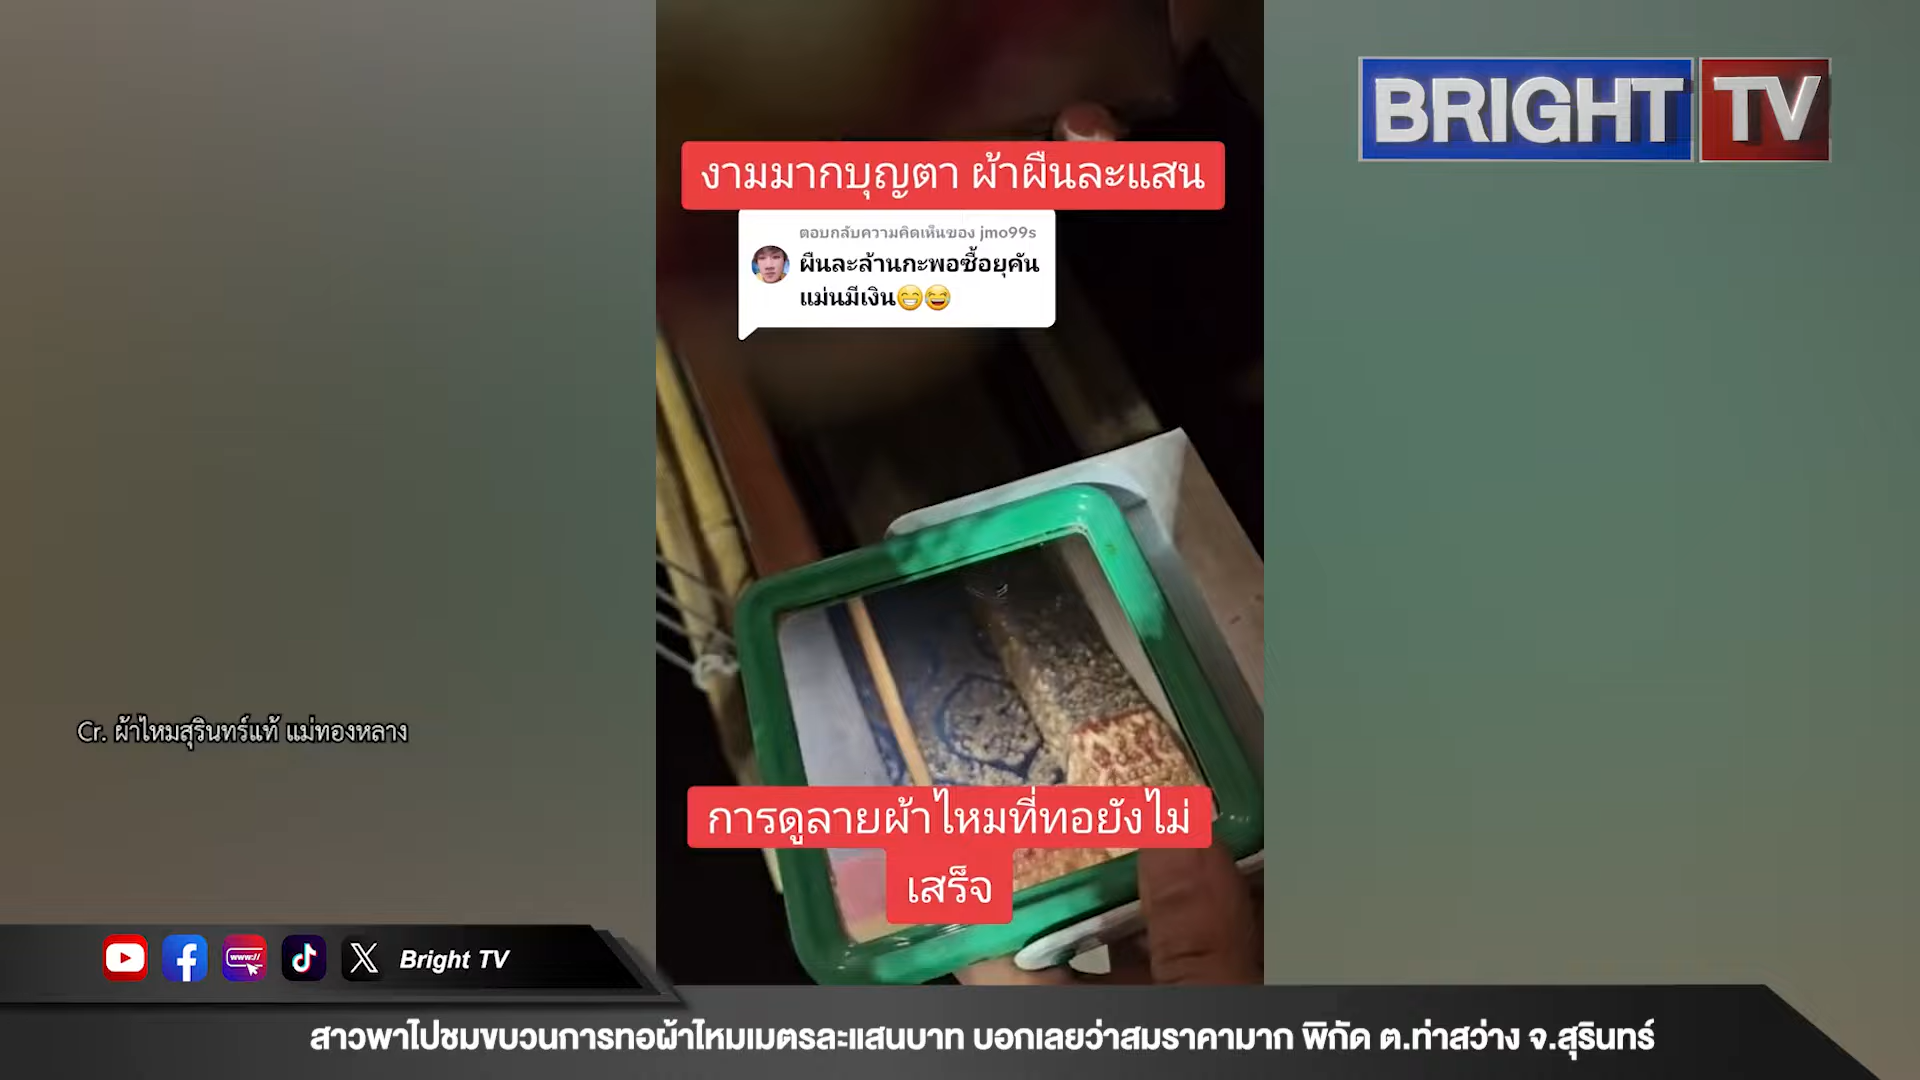 BRIGHT TV
งามมากบุญตา ผ้าผืนละแสน
ตอบกลับความคิดเห็นของ jmo99s
ผืนละล้านกะพอซื้อยุคัน
แม่นมีเงิน😁😂
Cr. ผ้าไหมสุรินทร์แท้ แม่ทองหลาง
การดูลายผ้าไหมที่ทอยังไม่
เสร็จ
www://
Bright TV
สาวพาไปชมขบวนการทอผ้าไหมเมตรละแสนบาท บอกเลยว่าสมราคามาก พิกัด ต.ท่าสว่าง จ.สุรินทร์